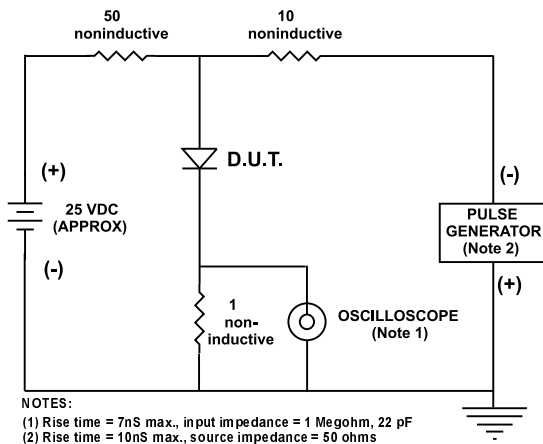 50
noninductive
10
noninductive
(+)
D.U.T.
(-)
25 VDC
(APPROX)
PULSE
GENERATOR
(Note 2)
(-)
(+)
1
non-
inductive
OSCILLOSCOPE
(Note 1)
NOTES:
(1) Rise time = 7nS max., input impedance = 1 Megohm, 22 pF
(2) Rise time = 10nS max., source impedance = 50 ohms